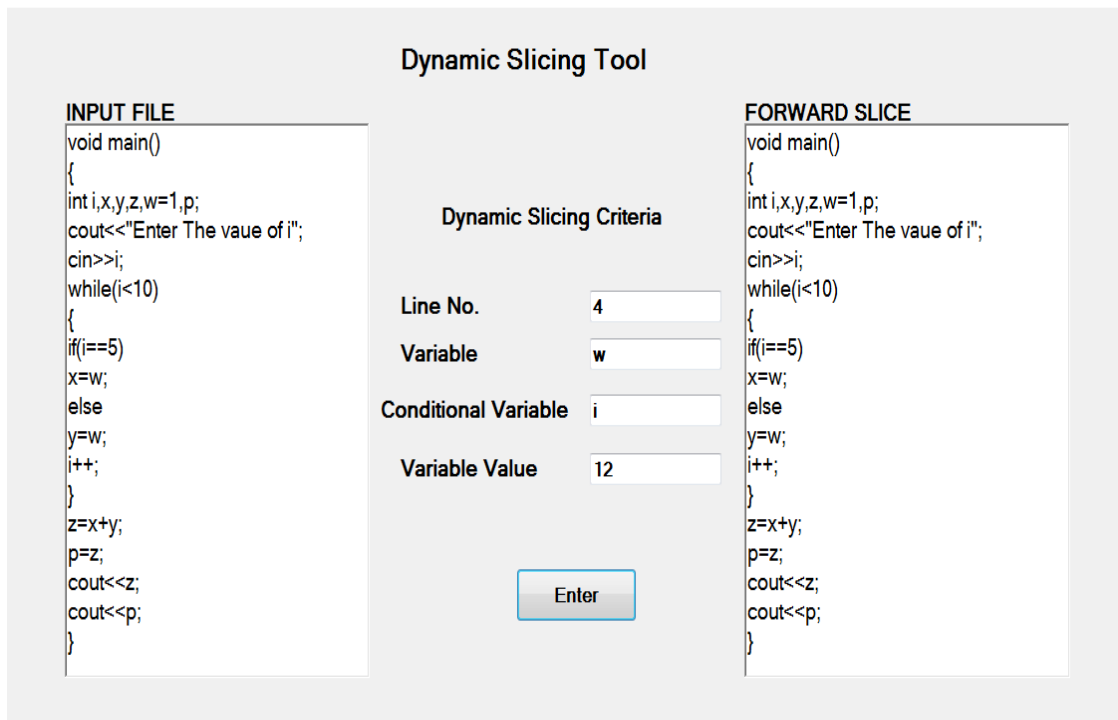 Dynamic Slicing Tool
INPUT FILE
void main()
{
int i,x,y,z,w=1,p;
cout<<"Enter The vaue of i";
cin>>i;
while(i<10)
{
if(i==5)
x=w;
else
y=w;
i++;
}
z=x+y;
p=z;
cout<<z;
cout<<p;
}
Dynamic Slicing Criteria
Line No. 4
Variable w
Conditional Variable i
Variable Value 12
Enter
FORWARD SLICE
void main()
{
int i,x,y,z,w=1,p;
cout<<"Enter The vaue of i";
cin>>i;
while(i<10)
{
if(i==5)
x=w;
else
y=w;
i++;
}
z=x+y;
p=z;
cout<<z;
cout<<p;
}